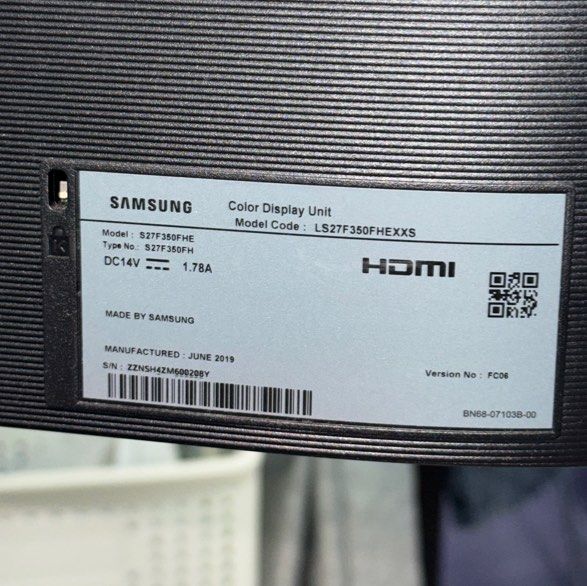 SAMSUNG
Color Display Unit
Model Code : LS27F350FHEXXS
Model : S27F350FHE
Type No.: S27F350FH
DC14V 1.78A
HDMI
MADE BY SAMSUNG
MANUFACTURED : JUNE 2019
S/N : ZZNSH4ZM600208Y
Version No : FC06
BN68-07103B-00